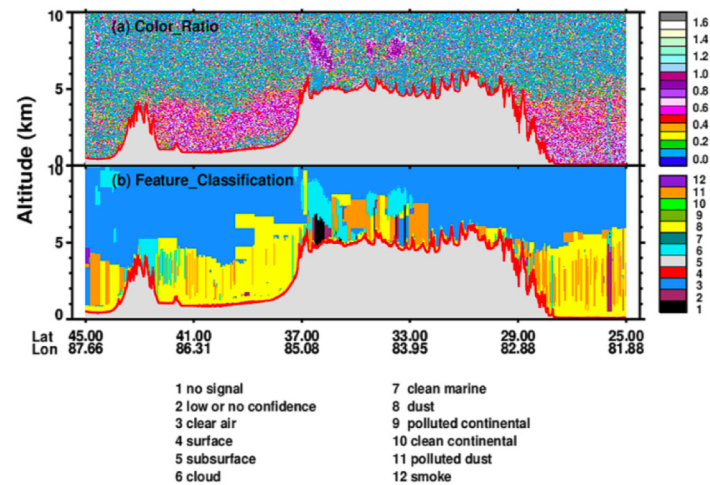 10
(a) Color_Ratio
5
0
10
(b) Feature_Classification
5
0
Altitude (km)
1.6
1.4
1.2
1.0
0.8
0.6
0.4
0.2
0.0
12
11
10
9
8
7
6
5
4
3
2
1
Lat 45.00 41.00 37.00 33.00 29.00 25.00
Lon 87.66 86.31 85.08 83.95 82.88 81.88
1 no signal
2 low or no confidence
3 clear air
4 surface
5 subsurface
6 cloud
7 clean marine
8 dust
9 polluted continental
10 clean continental
11 polluted dust
12 smoke